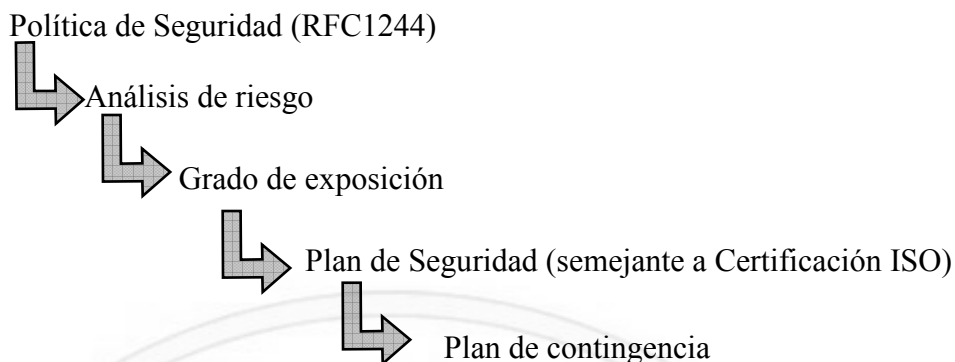 Política de Seguridad (RFC1244)
Análisis de riesgo
Grado de exposición
Plan de Seguridad (semejante a Certificación ISO)
Plan de contingencia